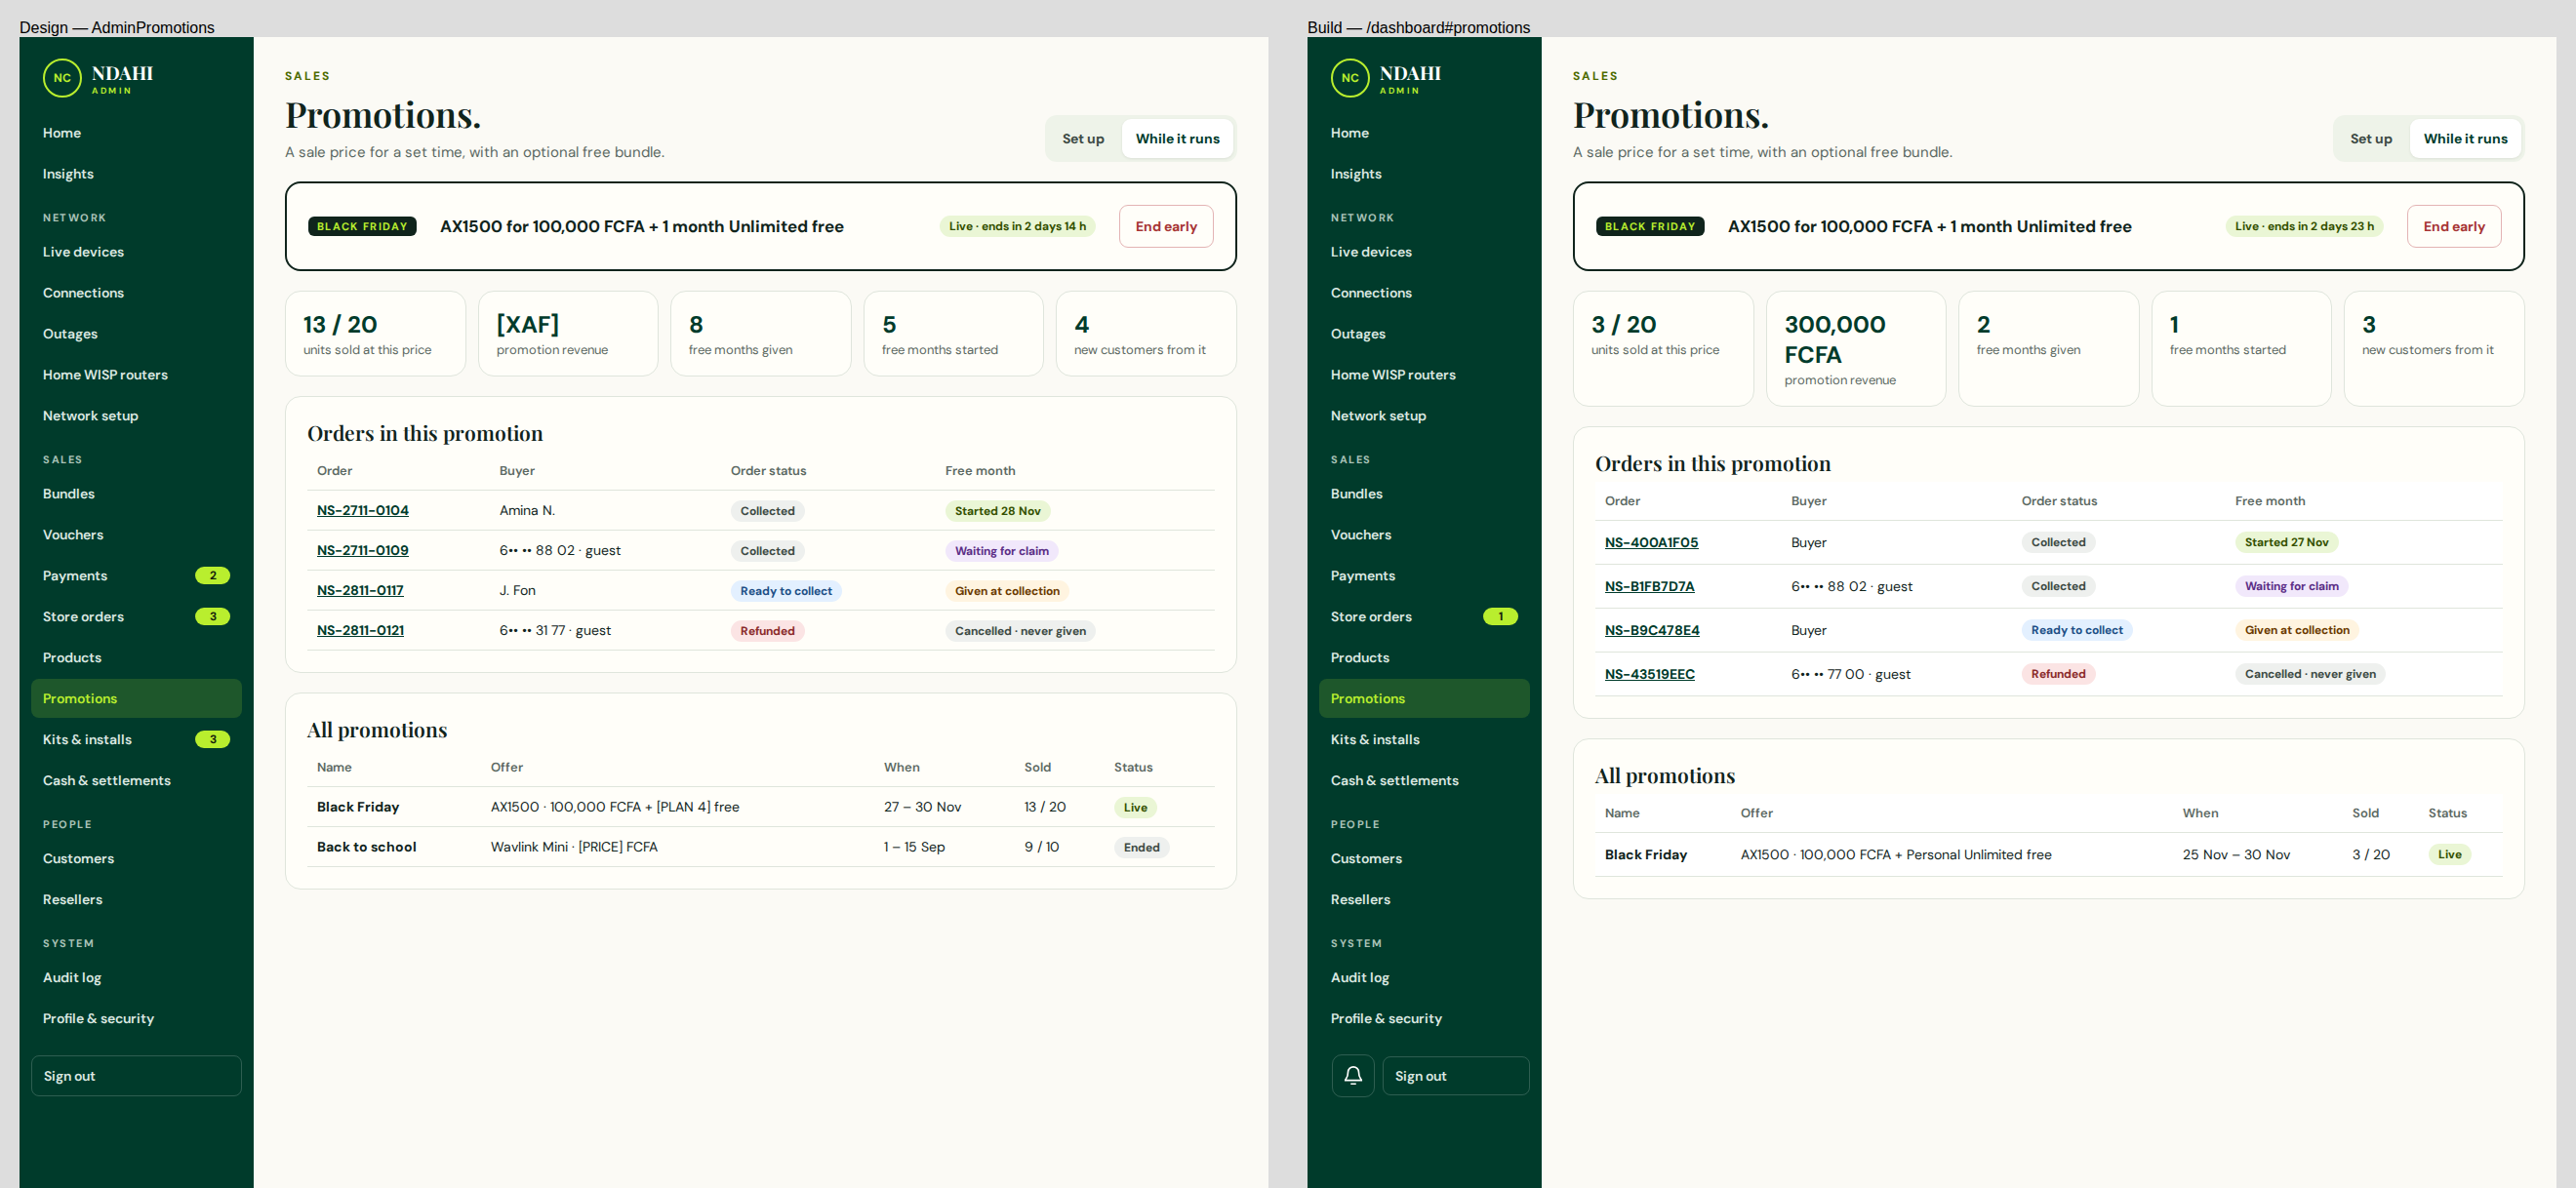 Design — AdminPromotions
NC
NDAHI
ADMIN
Home
Insights
NETWORK
Live devices
Connections
Outages
Home WISP routers
Network setup
SALES
Bundles
Vouchers
Payments 2
Store orders 3
Products
Promotions
Kits & installs 3
Cash & settlements
PEOPLE
Customers
Resellers
SYSTEM
Audit log
Profile & security
Sign out
SALES
Promotions.
A sale price for a set time, with an optional free bundle.
Set up While it runs
BLACK FRIDAY AX1500 for 100,000 FCFA + 1 month Unlimited free Live · ends in 2 days 14 h End early
13 / 20
units sold at this price
[XAF]
promotion revenue
8
free months given
5
free months started
4
new customers from it
Orders in this promotion
Order Buyer Order status Free month
NS-2711-0104 Amina N. Collected Started 28 Nov
NS-2711-0109 6•• •• 88 02 · guest Collected Waiting for claim
NS-2811-0117 J. Fon Ready to collect Given at collection
NS-2811-0121 6•• •• 31 77 · guest Refunded Cancelled · never given
All promotions
Name Offer When Sold Status
Black Friday AX1500 · 100,000 FCFA + [PLAN 4] free 27 – 30 Nov 13 / 20 Live
Back to school Wavlink Mini · [PRICE] FCFA 1 – 15 Sep 9 / 10 Ended
Build — /dashboard#promotions
NC
NDAHI
ADMIN
Home
Insights
NETWORK
Live devices
Connections
Outages
Home WISP routers
Network setup
SALES
Bundles
Vouchers
Payments
Store orders 1
Products
Promotions
Kits & installs
Cash & settlements
PEOPLE
Customers
Resellers
SYSTEM
Audit log
Profile & security
Sign out
SALES
Promotions.
A sale price for a set time, with an optional free bundle.
Set up While it runs
BLACK FRIDAY AX1500 for 100,000 FCFA + 1 month Unlimited free Live · ends in 2 days 23 h End early
3 / 20
units sold at this price
300,000
FCFA
promotion revenue
2
free months given
1
free months started
3
new customers from it
Orders in this promotion
Order Buyer Order status Free month
NS-400A1F05 Buyer Collected Started 27 Nov
NS-B1FB7D7A 6•• •• 88 02 · guest Collected Waiting for claim
NS-B9C478E4 Buyer Ready to collect Given at collection
NS-43519EEC 6•• •• 77 00 · guest Refunded Cancelled · never given
All promotions
Name Offer When Sold Status
Black Friday AX1500 · 100,000 FCFA + Personal Unlimited free 25 Nov – 30 Nov 3 / 20 Live